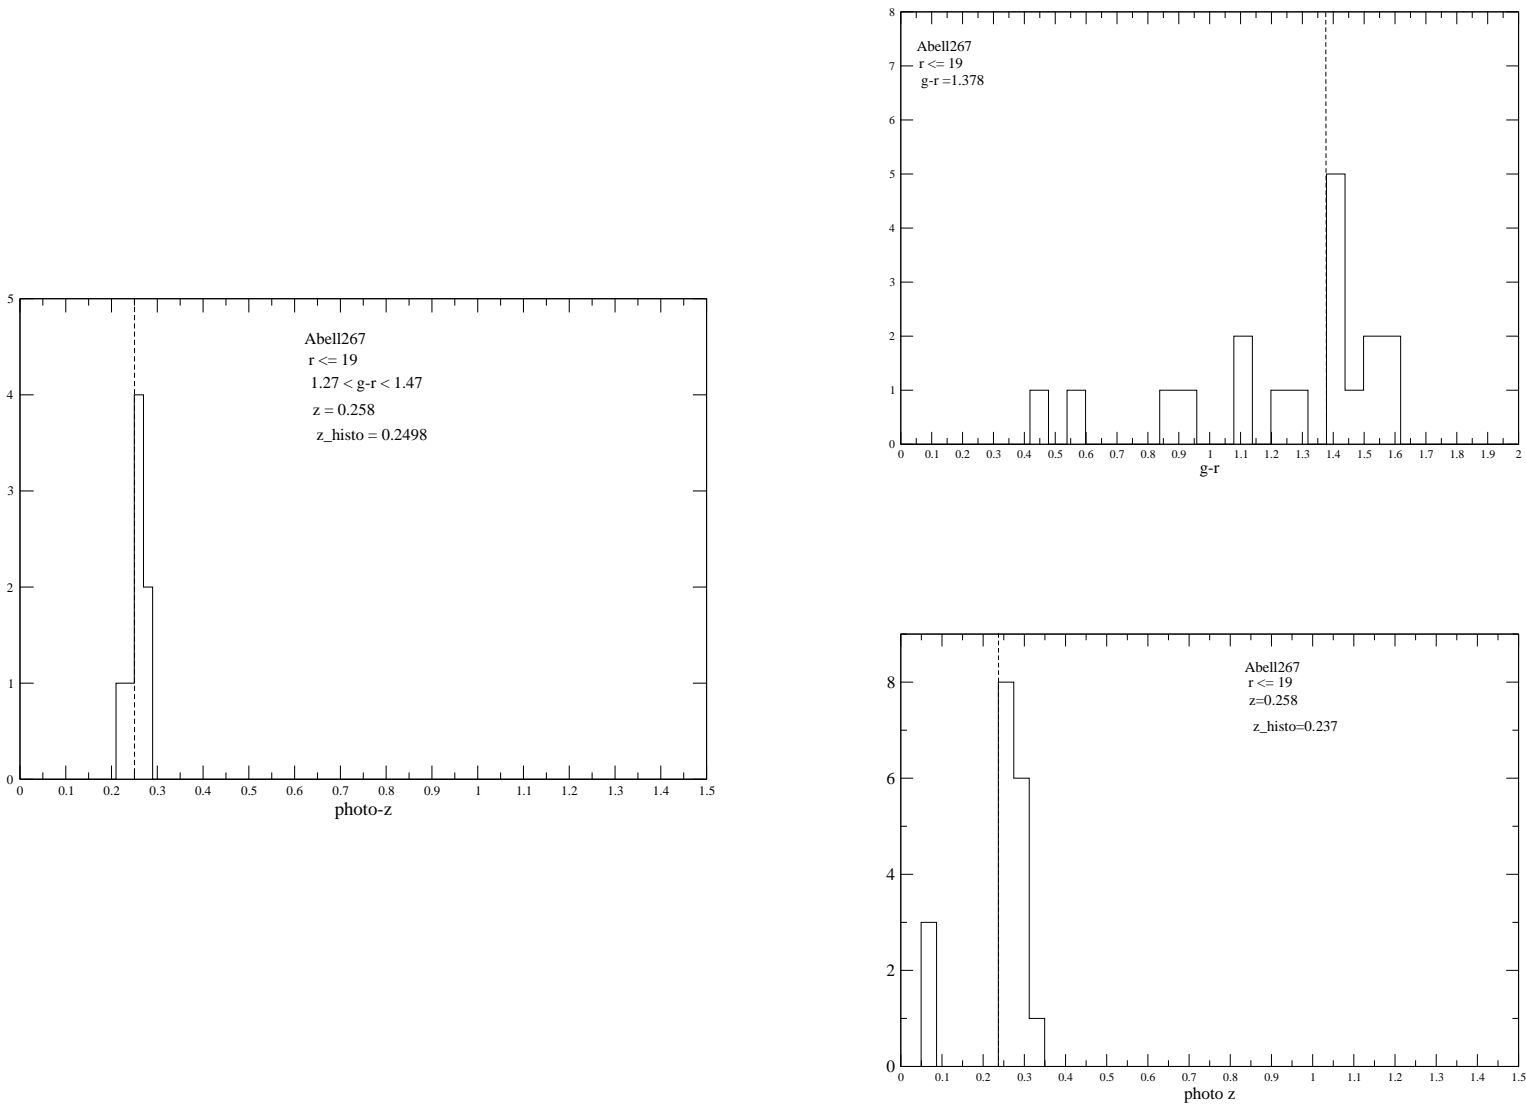 Abell267
r <= 19
1.27 < g-r < 1.47
z = 0.258
z_histo = 0.2498
5
4
3
2
1
0
0 0.1 0.2 0.3 0.4 0.5 0.6 0.7 0.8 0.9 1 1.1 1.2 1.3 1.4 1.5
photo-z
Abell267
r <= 19
g-r =1.378
8
7
6
5
4
3
2
1
0
0 0.1 0.2 0.3 0.4 0.5 0.6 0.7 0.8 0.9 1 1.1 1.2 1.3 1.4 1.5 1.6 1.7 1.8 1.9 2
g-r
Abell267
r <= 19
z=0.258
z_histo=0.237
8
6
4
2
0
0 0.1 0.2 0.3 0.4 0.5 0.6 0.7 0.8 0.9 1 1.1 1.2 1.3 1.4 1.5
photo z